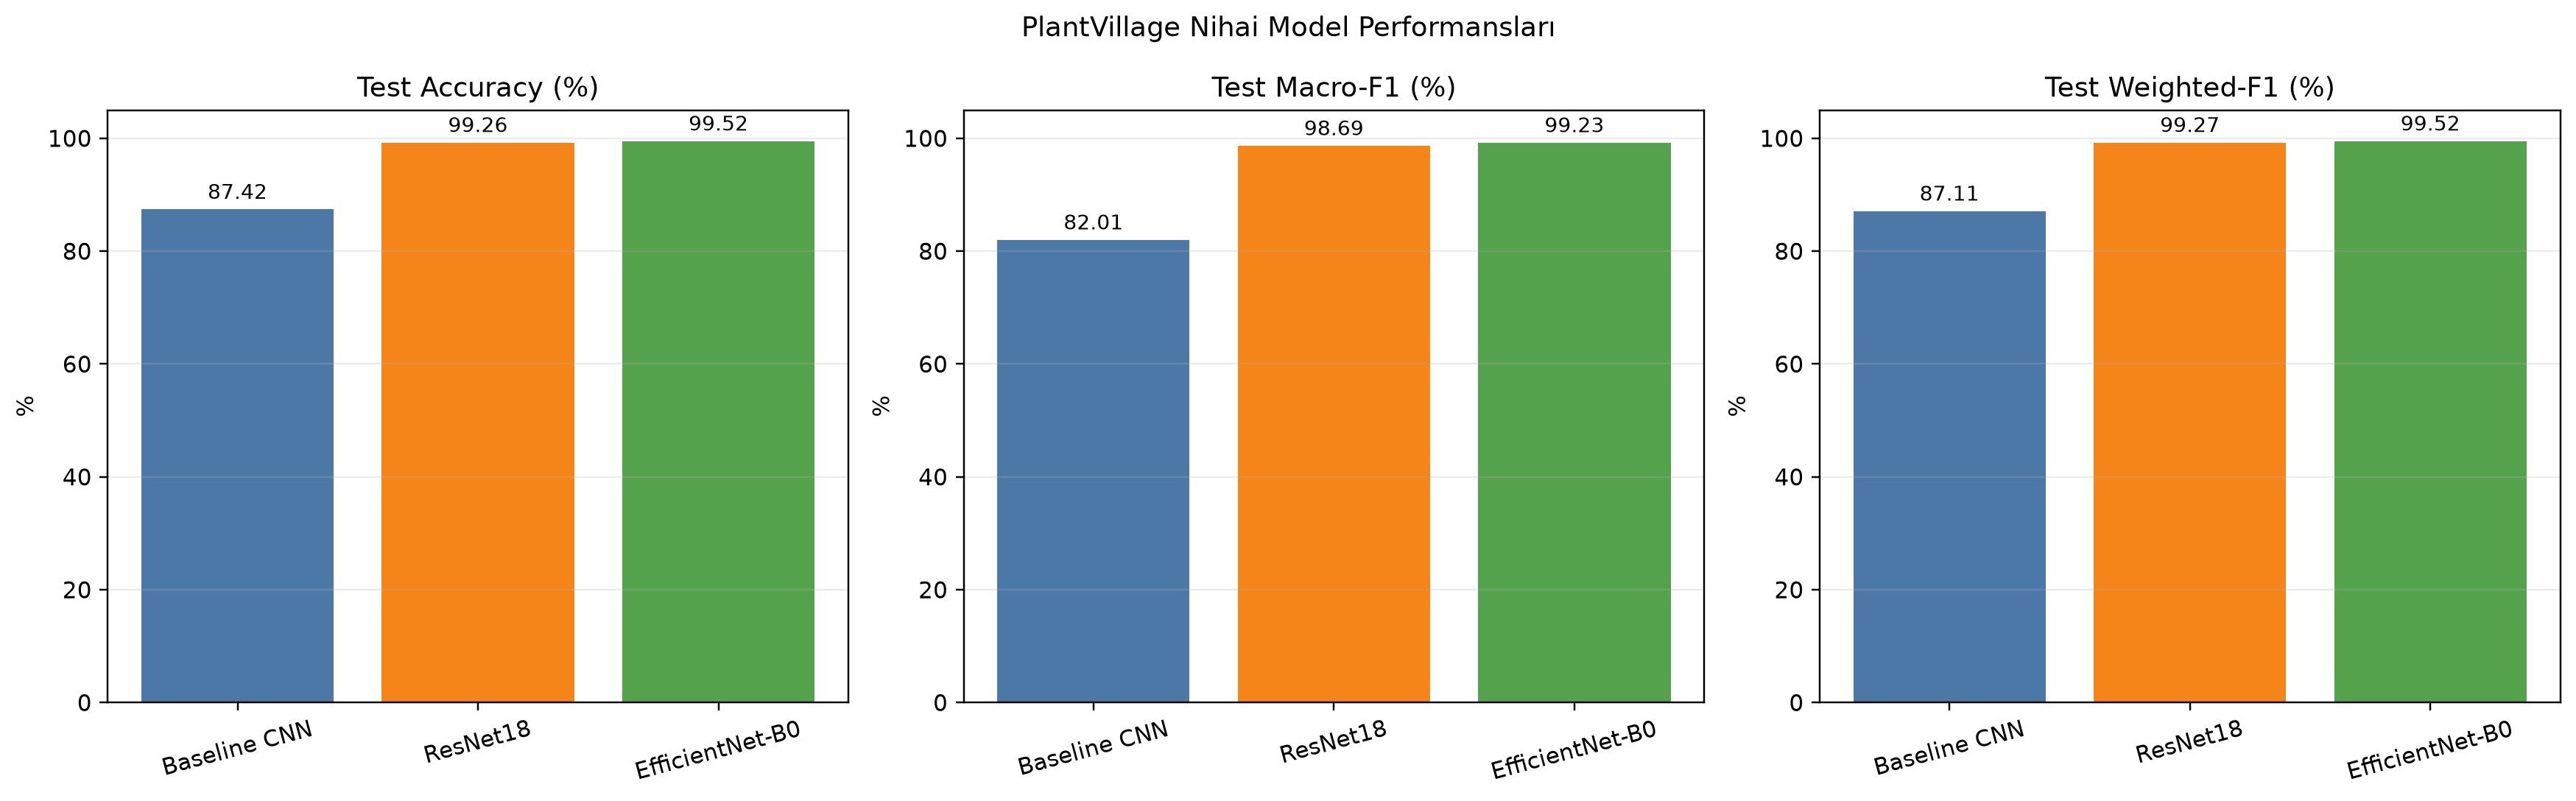 PlantVillage Nihai Model Performansları
Test Accuracy (%)
%
100
80
60
40
20
0
87.42
99.26
99.52
Baseline CNN
ResNet18
EfficientNet-B0
Test Macro-F1 (%)
%
100
80
60
40
20
0
82.01
98.69
99.23
Baseline CNN
ResNet18
EfficientNet-B0
Test Weighted-F1 (%)
%
100
80
60
40
20
0
87.11
99.27
99.52
Baseline CNN
ResNet18
EfficientNet-B0